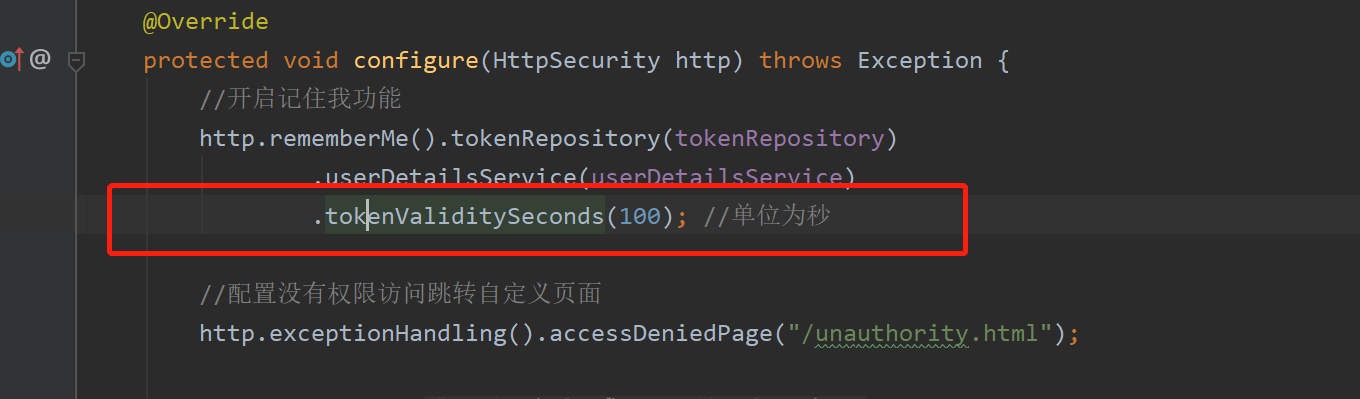 @Override
protected void configure(HttpSecurity http) throws Exception {
//开启记住我功能
http.rememberMe().tokenRepository(tokenRepository)
.userDetailsService(userDetailsService)
.tokenValiditySeconds(100); //单位为秒
//配置没有权限访问跳转自定义页面
http.exceptionHandling().accessDeniedPage("/unauthority.html");